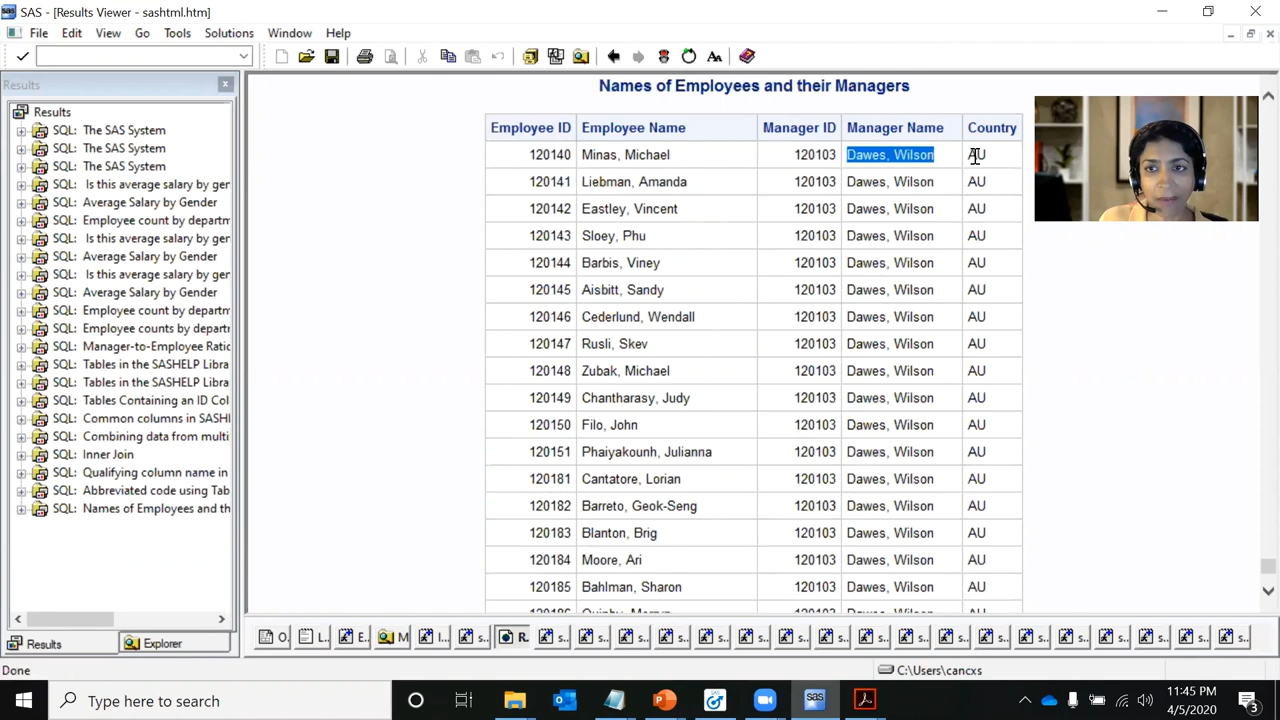 SAS - [Results Viewer - sashtml.htm]
File Edit View Go Tools Solutions Window Help
Results
Results
SQL: The SAS System
SQL: The SAS System
SQL: The SAS System
SQL: Is this average salary by ger
SQL: Average Salary by Gender
SQL: Employee count by departm
SQL: Is this average salary by ger
SQL: Average Salary by Gender
SQL: Is this average salary by ger
SQL: Average Salary by Gender
SQL: Employee count by departm
SQL: Employee counts by departr
SQL: Manager-to-Employee Ratic
SQL: Tables in the SASHELP Libra
SQL: Tables in the SASHELP Libra
SQL: Tables Containing an ID Col
SQL: Common columns in SASHI
SQL: Combining data from multi
SQL: Inner Join
SQL: Qualifying column name in
SQL: Abbreviated code using Tab
SQL: Names of Employees and th
Results Explorer
Names of Employees and their Managers
Employee ID Employee Name Manager ID Manager Name Country
120140 Minas, Michael 120103 Dawes, Wilson AU
120141 Liebman, Amanda 120103 Dawes, Wilson AU
120142 Eastley, Vincent 120103 Dawes, Wilson AU
120143 Sloey, Phu 120103 Dawes, Wilson AU
120144 Barbis, Viney 120103 Dawes, Wilson AU
120145 Aisbitt, Sandy 120103 Dawes, Wilson AU
120146 Cederlund, Wendall 120103 Dawes, Wilson AU
120147 Rusli, Skev 120103 Dawes, Wilson AU
120148 Zubak, Michael 120103 Dawes, Wilson AU
120149 Chantharasy, Judy 120103 Dawes, Wilson AU
120150 Filo, John 120103 Dawes, Wilson AU
120151 Phaiyakounh, Julianna 120103 Dawes, Wilson AU
120181 Cantatore, Lorian 120103 Dawes, Wilson AU
120182 Barreto, Geok-Seng 120103 Dawes, Wilson AU
120183 Blanton, Brig 120103 Dawes, Wilson AU
120184 Moore, Ari 120103 Dawes, Wilson AU
120185 Bahlman, Sharon 120103 Dawes, Wilson AU
O.. L.. E.. M I.. s.. R. s.. s.. s.. s.. s.. s.. s.. s.. s.. s.. s.. s.. s.. s.. s.. s.. s.. s..
Done C:\Users\cancxs
Type here to search
sas
11:45 PM
4/5/2020
3